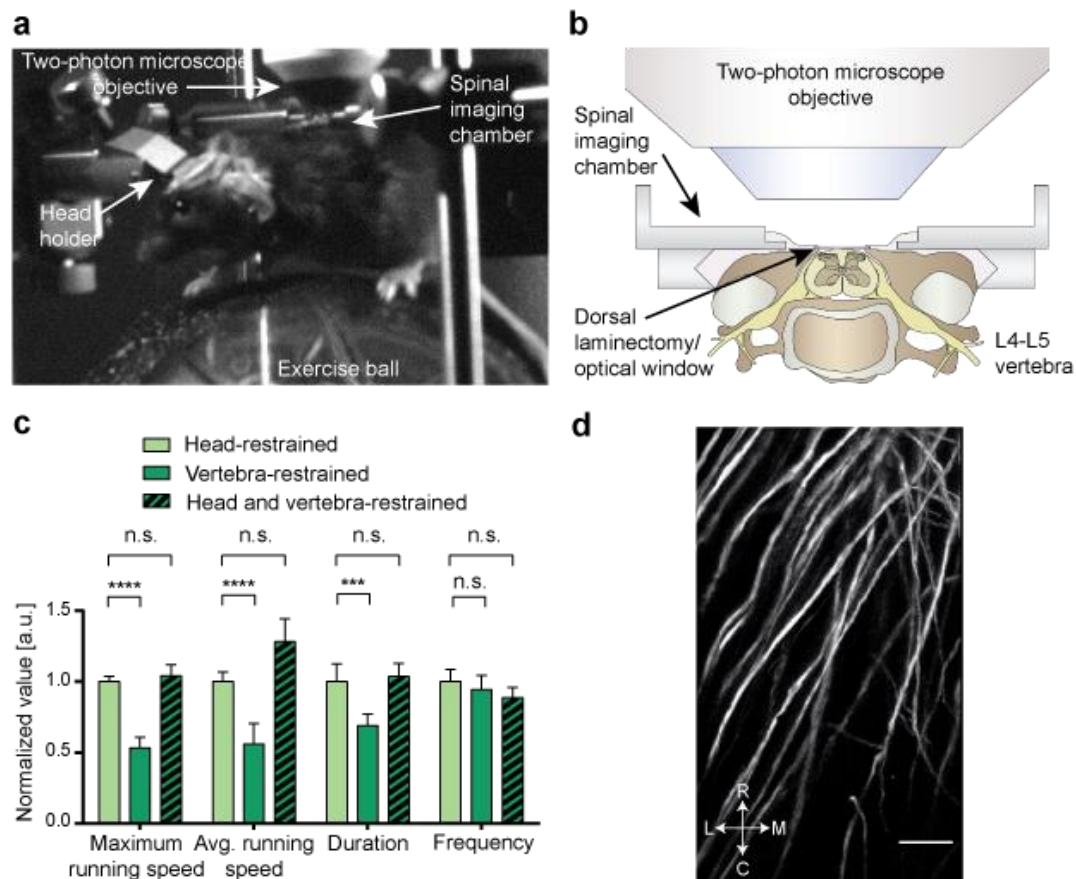 a
Two-photon microscope
objective
Spinal
imaging
chamber
Head
holder
Exercise ball
b
Two-photon microscope
objective
Spinal
imaging
chamber
Dorsal
laminectomy/
optical window
L4-L5
vertebra
c
Head-restrained
Vertebra-restrained
Head and vertebra-restrained
n.s. n.s. n.s. n.s.
**** **** *** n.s.
Normalized value [a.u.]
1.5
1.0
0.5
0.0
Maximum
running speed
Avg. running
speed
Duration
Frequency
d
R
L M
C